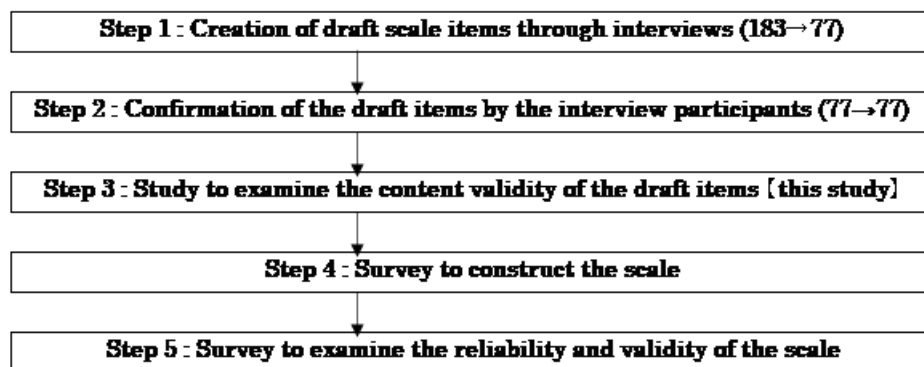 Step 1 : Creation of draft scale items through interviews (183→77)
Step 2 : Confirmation of the draft items by the interview participants (77→77)
Step 3 : Study to examine the content validity of the draft items【this study】
Step 4 : Survey to construct the scale
Step 5 : Survey to examine the reliability and validity of the scale